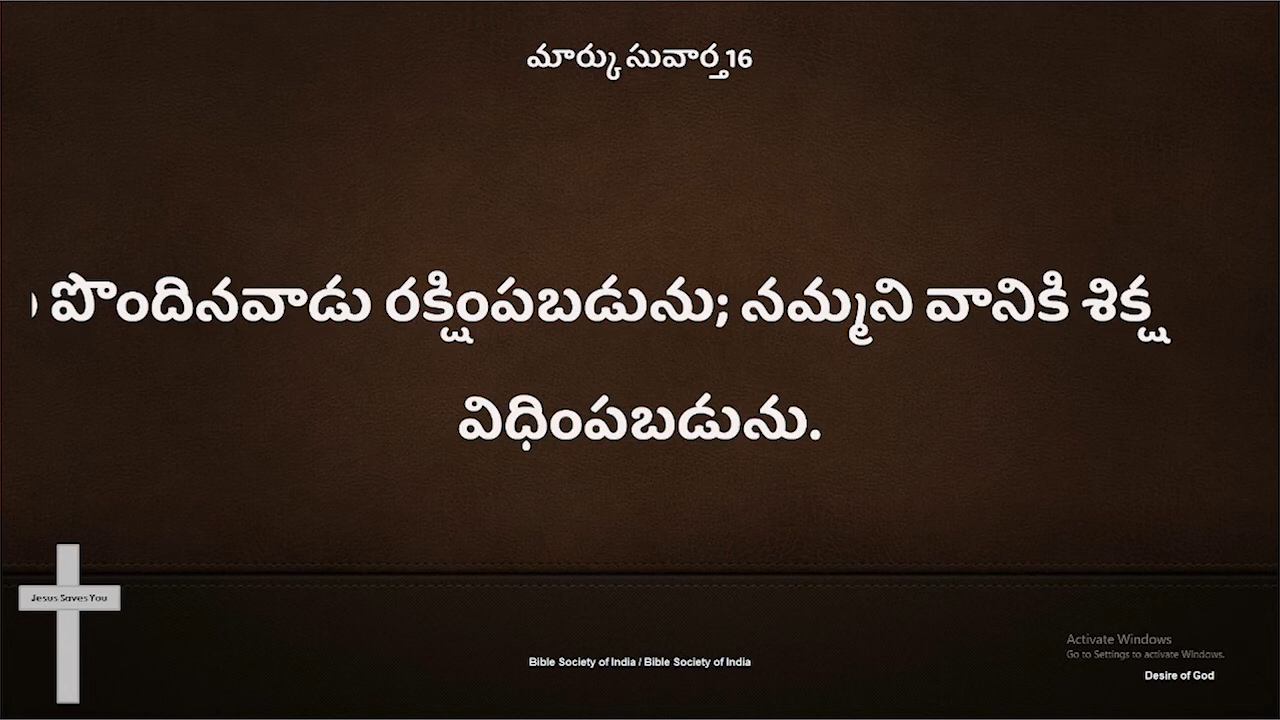 మార్కు సువార్త16
పొందినవాడు రక్షింపబడును; నమ్మని వానికి శిక్ష
విధింపబడును.
Jesus Saves You
Activate Windows
Go to Settings to activate Windows.
Bible Society of India / Bible Society of India
Desire of God